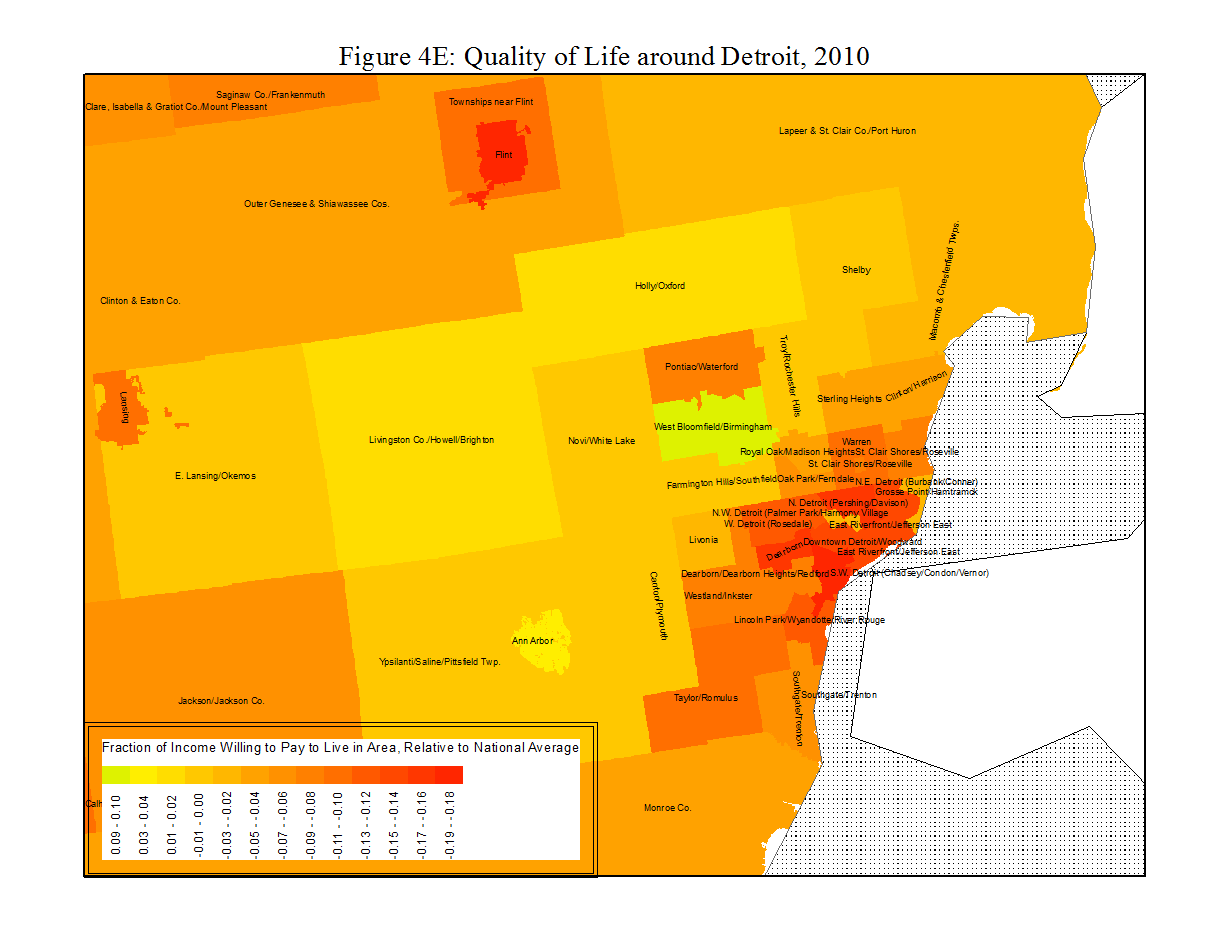 Figure 4E: Quality of Life around Detroit, 2010
Saginaw Co./Frankenmuth
Clare, Isabella & Gratiot Co./Mount Pleasant
Townships near Flint
Lapeer & St. Clair Co./Port Huron
Flint
Outer Genesee & Shiawassee Cos.
Macomb & Chesterfield Twps.
Shelby
Holly/Oxford
Clinton & Eaton Co.
Troy/Rochester Hills
Pontiac/Waterford
Lansing
Sterling Heights
Clinton/Harrison
West Bloomfield/Birmingham
Livingston Co./Howell/Brighton
Novi/White Lake
Warren
Royal Oak/Madison Heights
St. Clair Shores/Roseville
St. Clair Shores/Roseville
E. Lansing/Okemos
Farmington Hills/Southfield
Oak Park/Ferndale
N.E. Detroit (Burbank/Conner)
Grosse Point/Hamtramck
N. Detroit (Pershing/Davison)
N.W. Detroit (Palmer Park/Harmony Village
W. Detroit (Rosedale)
East Riverfront/Jefferson East
Livonia
Dearborn
Downtown Detroit/Woodward
East Riverfront/Jefferson East
Dearborn/Dearborn Heights/Redford
S.W. Detroit (Chadsey/Condon/Vernor)
Canton/Plymouth
Westland/Inkster
Lincoln Park/Wyandotte/River Rouge
Ann Arbor
Ypsilanti/Saline/Pittsfield Twp.
Jackson/Jackson Co.
Taylor/Romulus
Southgate/Trenton
Southgate/Trenton
Monroe Co.
Calh
Fraction of Income Willing to Pay to Live in Area, Relative to National Average
0.09 - 0.10
0.03 - 0.04
0.01 - 0.02
-0.01 - 0.00
-0.03 - -0.02
-0.05 - -0.04
-0.07 - -0.06
-0.09 - -0.08
-0.11 - -0.10
-0.13 - -0.12
-0.15 - -0.14
-0.17 - -0.16
-0.19 - -0.18